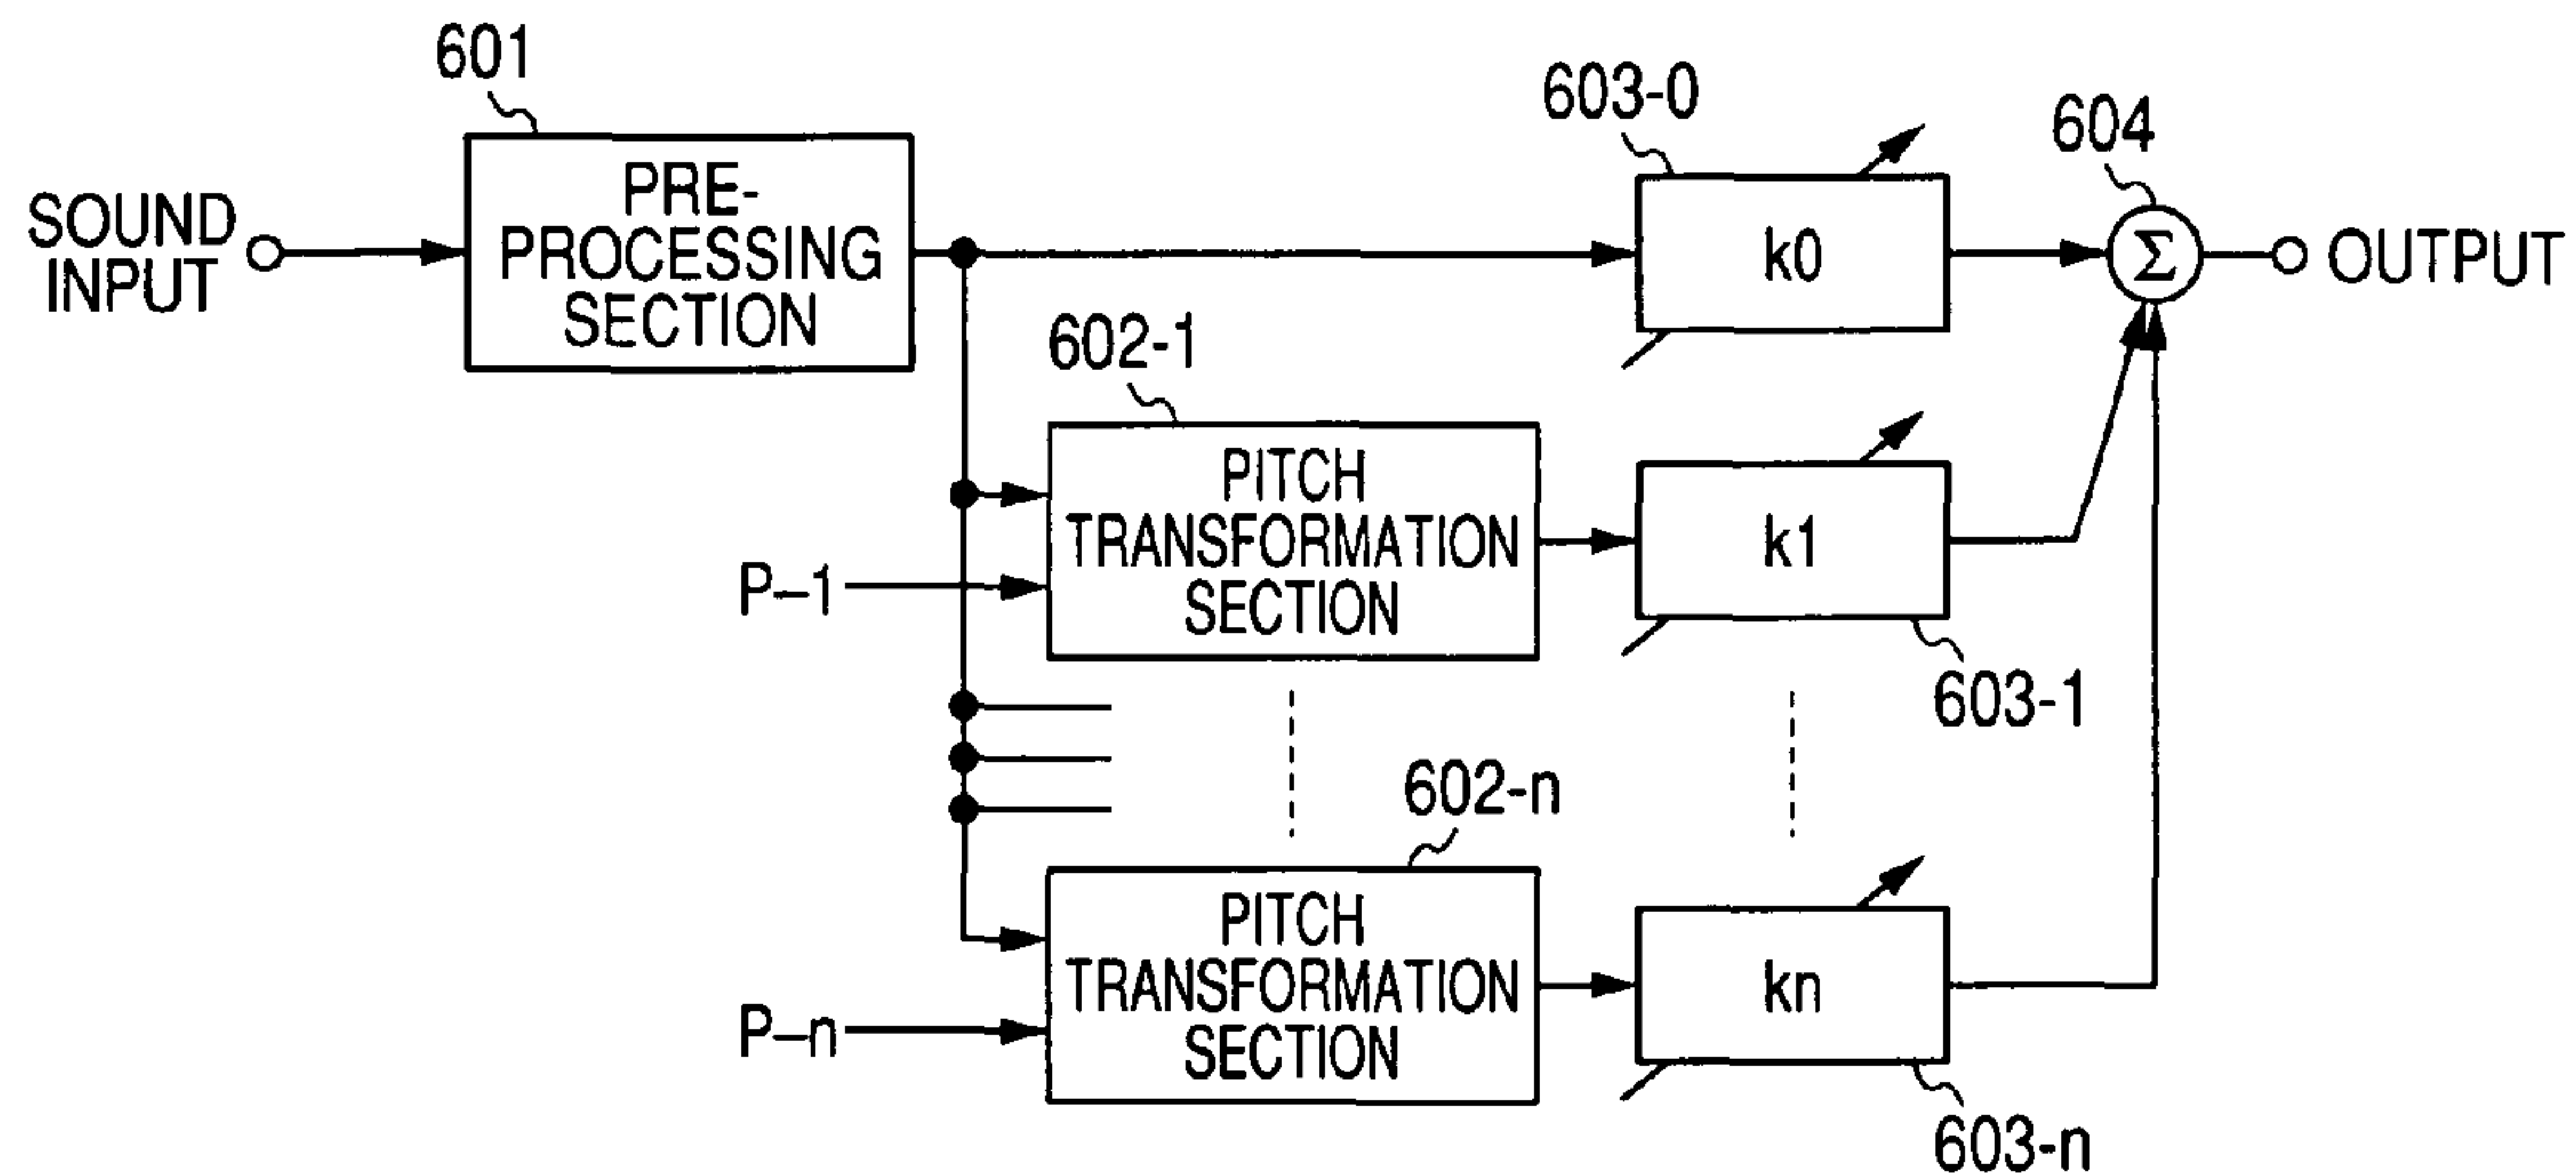 601
603-0
604
SOUND
INPUT
PRE-
PROCESSING
SECTION
k0
Σ
OUTPUT
602-1
PITCH
TRANSFORMATION
SECTION
P–1
k1
603-1
602-n
PITCH
TRANSFORMATION
SECTION
P–n
kn
603-n